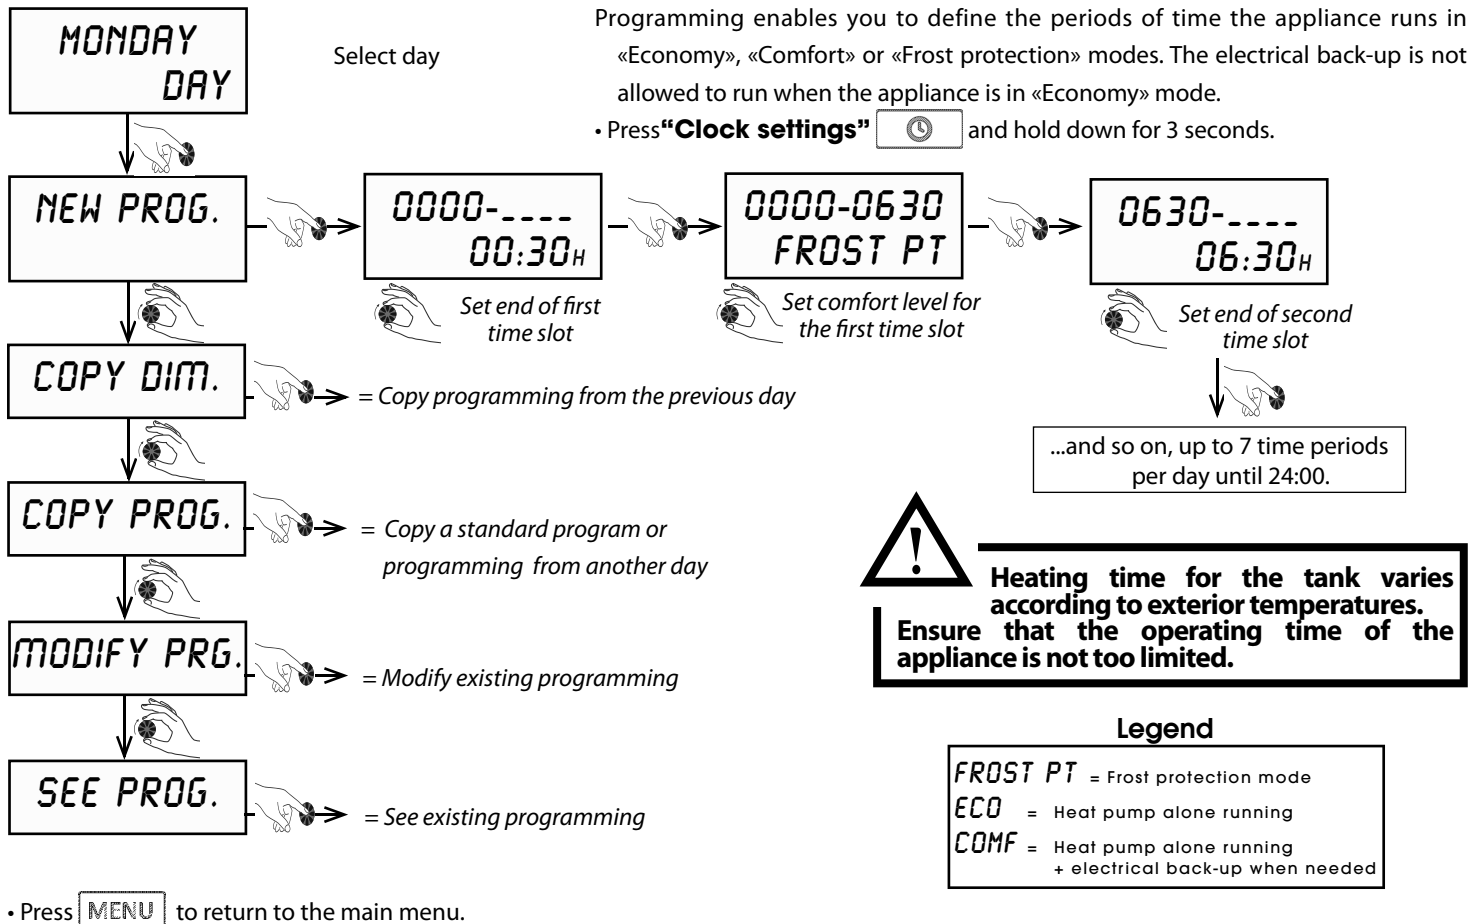 Programming enables you to define the periods of time the appliance runs in
«Economy», «Comfort» or «Frost protection» modes. The electrical back-up is not
allowed to run when the appliance is in «Economy» mode.
• Press“Clock settings” and hold down for 3 seconds.
MONDAY
DAY
Select day
NEW PROG.
0000-____
00:30H
Set end of first
time slot
0000-0630
FROST PT
Set comfort level for
the first time slot
0630-____
06:30H
Set end of second
time slot
...and so on, up to 7 time periods
per day until 24:00.
COPY DIM.
= Copy programming from the previous day
COPY PROG.
= Copy a standard program or
programming from another day
MODIFY PRG.
= Modify existing programming
SEE PROG.
= See existing programming
!
Heating time for the tank varies
according to exterior temperatures.
Ensure that the operating time of the
appliance is not too limited.
Legend
FROST PT = Frost protection mode
ECO = Heat pump alone running
COMF = Heat pump alone running
+ electrical back-up when needed
• Press MENU to return to the main menu.